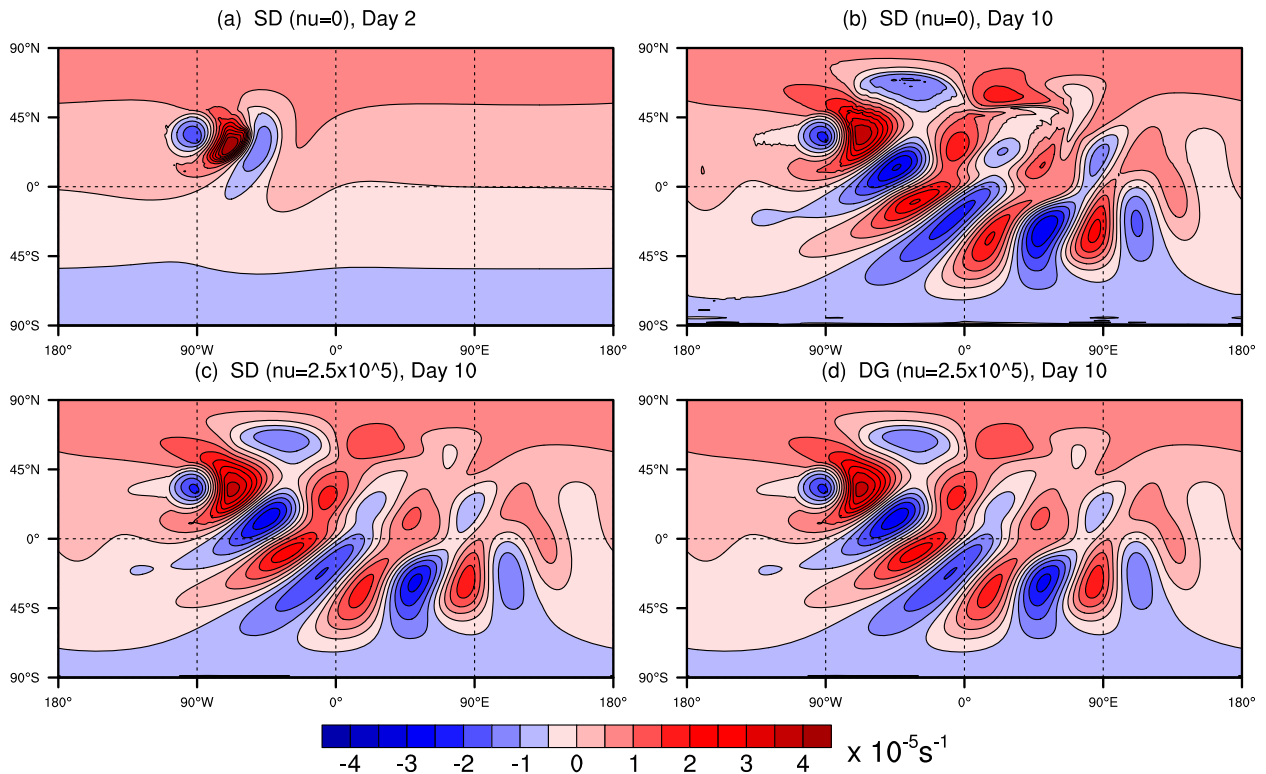 (a) SD (nu=0), Day 2
(b) SD (nu=0), Day 10
90°N
45°N
0°
45°S
90°S
180° 90°W 0° 90°E 180°
90°N
45°N
0°
45°S
90°S
180° 90°W 0° 90°E 180°
(c) SD (nu=2.5x10^5), Day 10
(d) DG (nu=2.5x10^5), Day 10
90°N
45°N
0°
45°S
90°S
180° 90°W 0° 90°E 180°
90°N
45°N
0°
45°S
90°S
180° 90°W 0° 90°E 180°
-4 -3 -2 -1 0 1 2 3 4 x 10⁻⁵s⁻¹